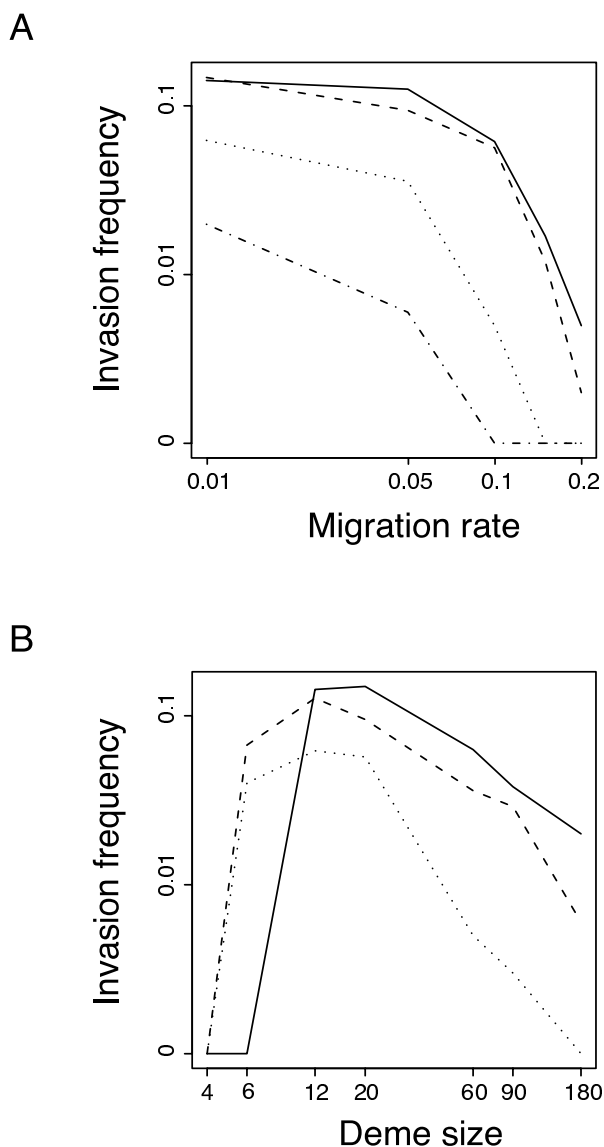 A
Invasion frequency
0.1
0.01
0
0.01 0.05 0.1 0.2
Migration rate
B
Invasion frequency
0.1
0.01
0
4 6 12 20 60 90 180
Deme size